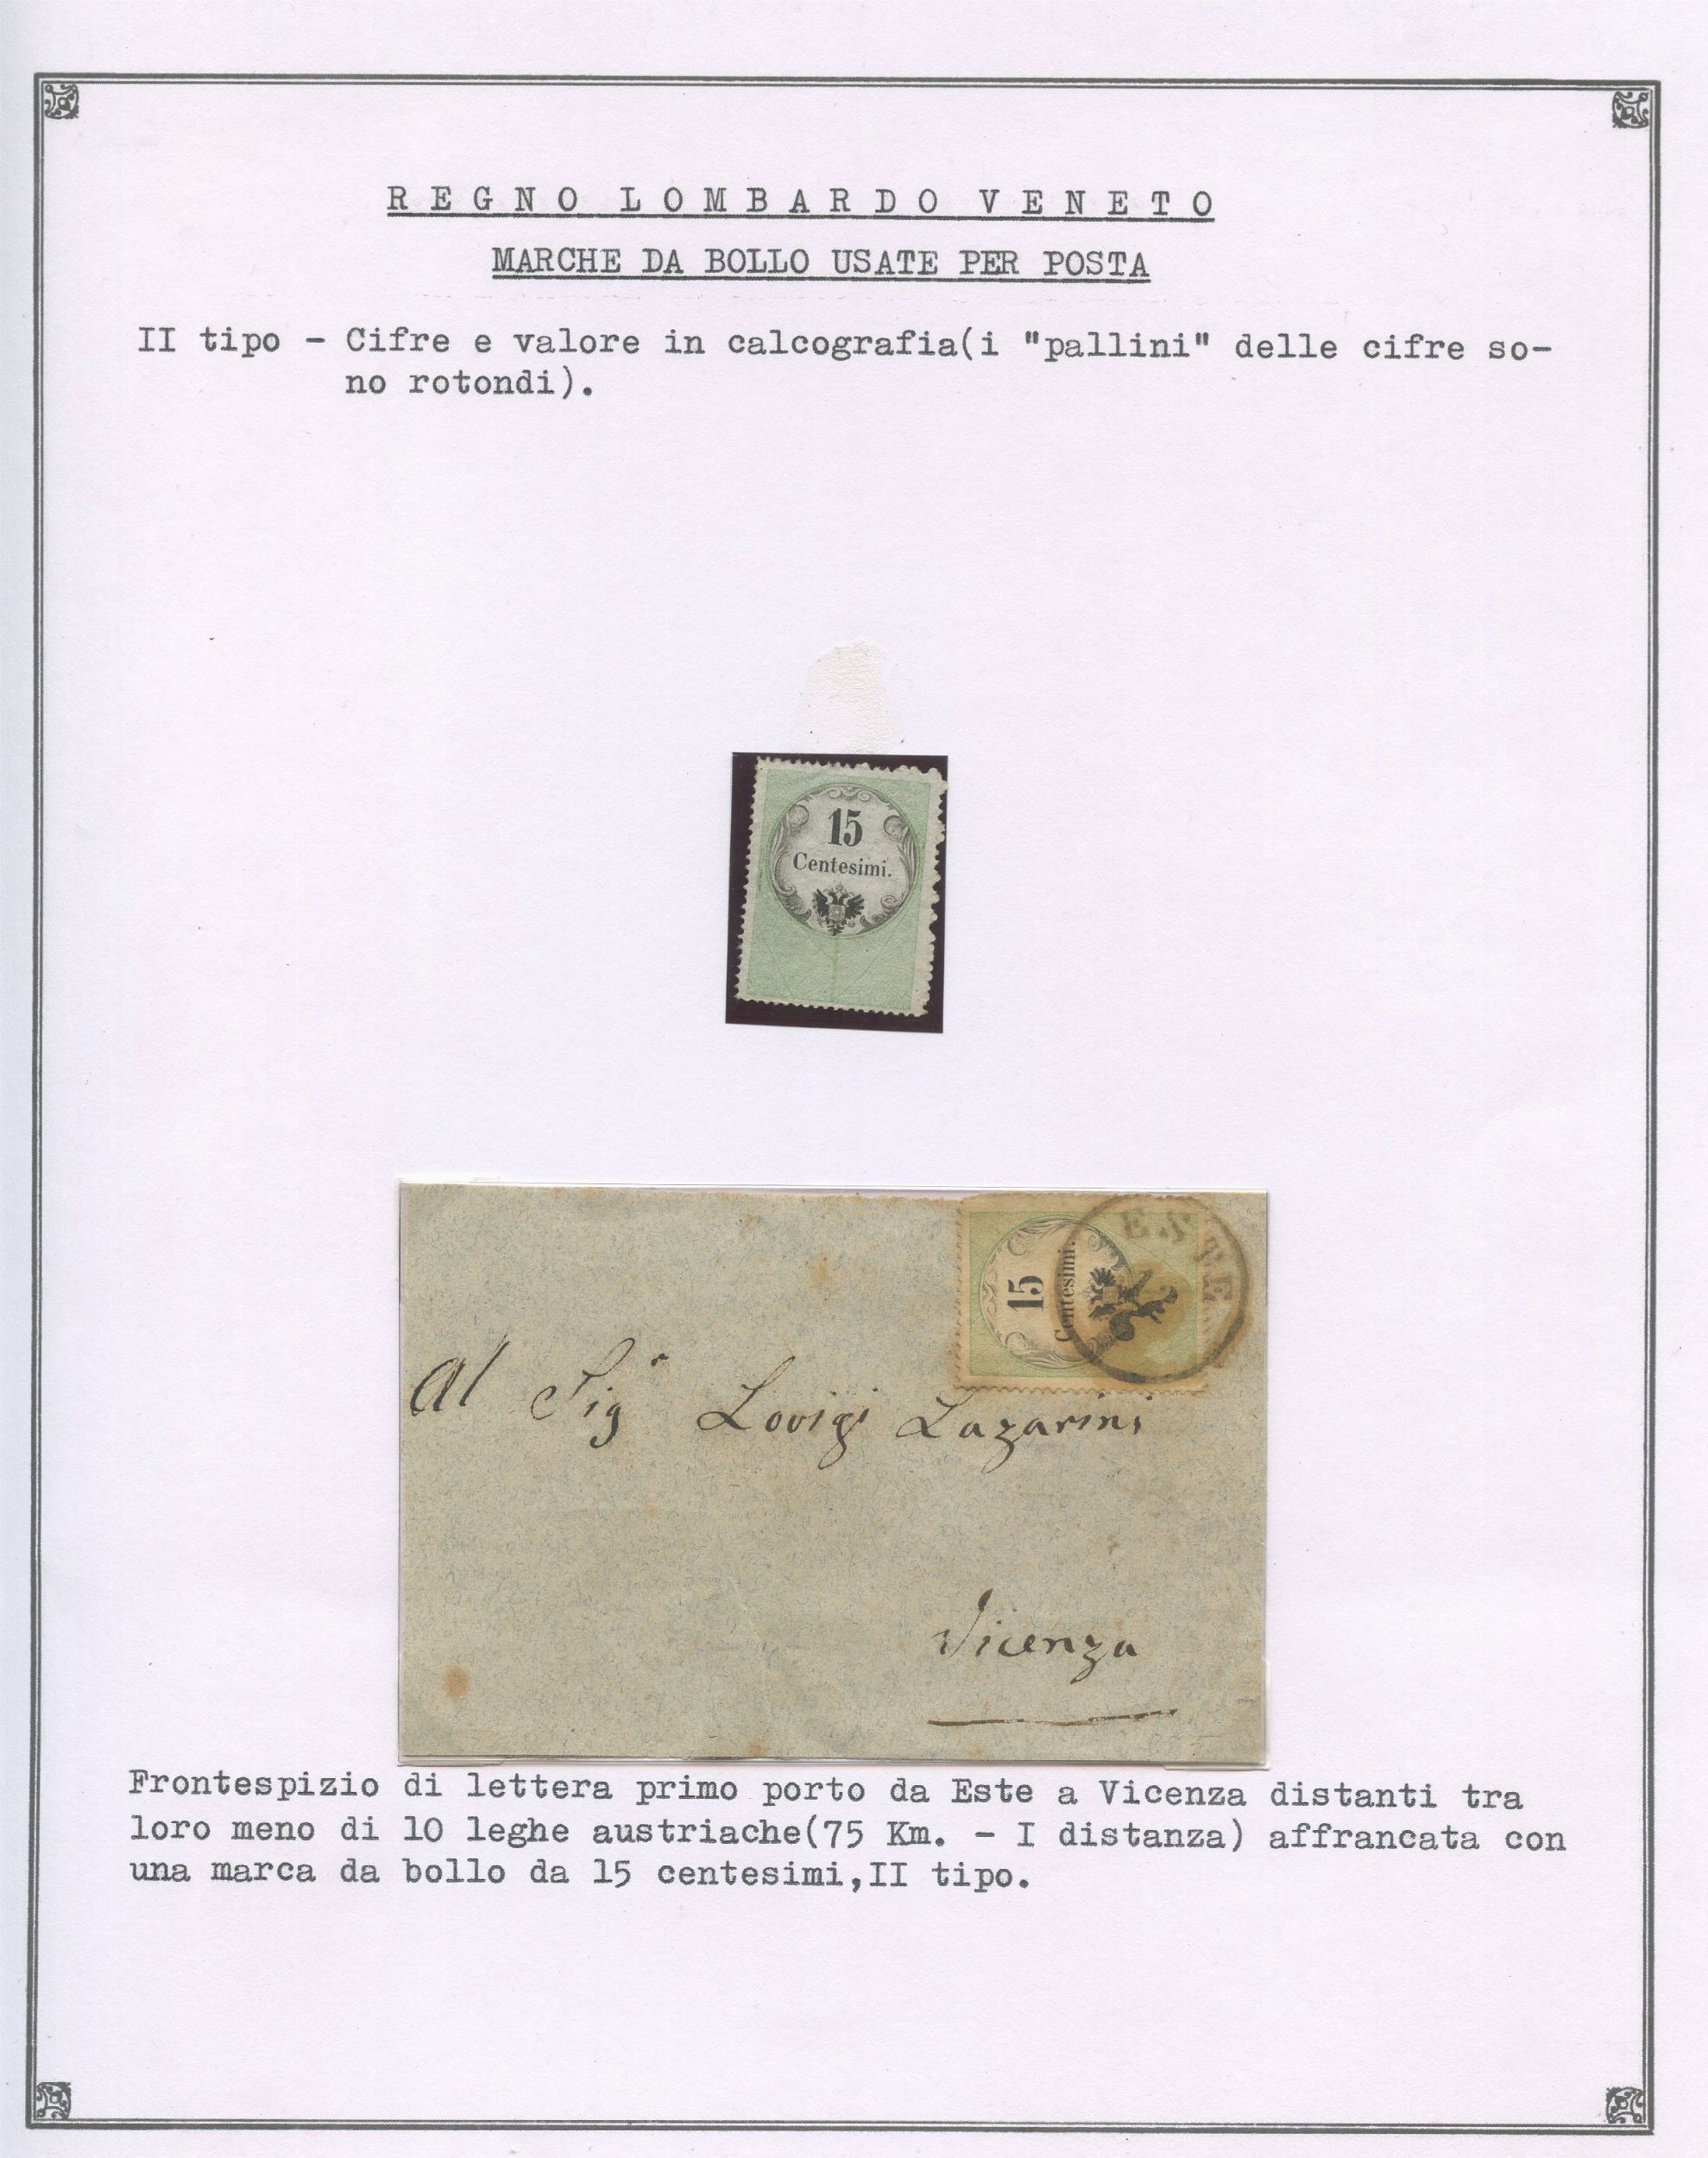 REGNO LOMBARDO VENETO
MARCHE DA BOLLO USATE PER POSTA
II tipo - Cifre e valore in calcografia(i "pallini" delle cifre so-
no rotondi).
15
Centesimi.
15
Centesimi.
ESTE
Al Sigr Lovigi Lazarini
Vicenza
Frontespizio di lettera primo porto da Este a Vicenza distanti tra
loro meno di 10 leghe austriache(75 Km. - I distanza) affrancata con
una marca da bollo da 15 centesimi,II tipo.